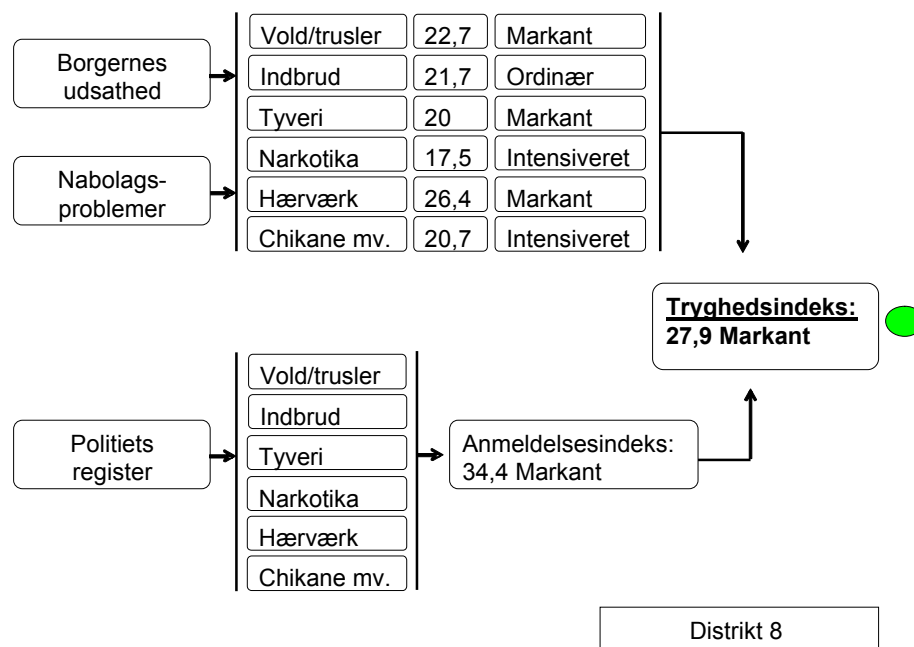 Borgernes
udsathed
Nabolags-
problemer
Vold/trusler 22,7 Markant
Indbrud 21,7 Ordinær
Tyveri 20 Markant
Narkotika 17,5 Intensiveret
Hærværk 26,4 Markant
Chikane mv. 20,7 Intensiveret
Tryghedsindeks:
27,9 Markant
Politiets
register
Vold/trusler
Indbrud
Tyveri
Narkotika
Hærværk
Chikane mv.
Anmeldelsesindeks:
34,4 Markant
Distrikt 8